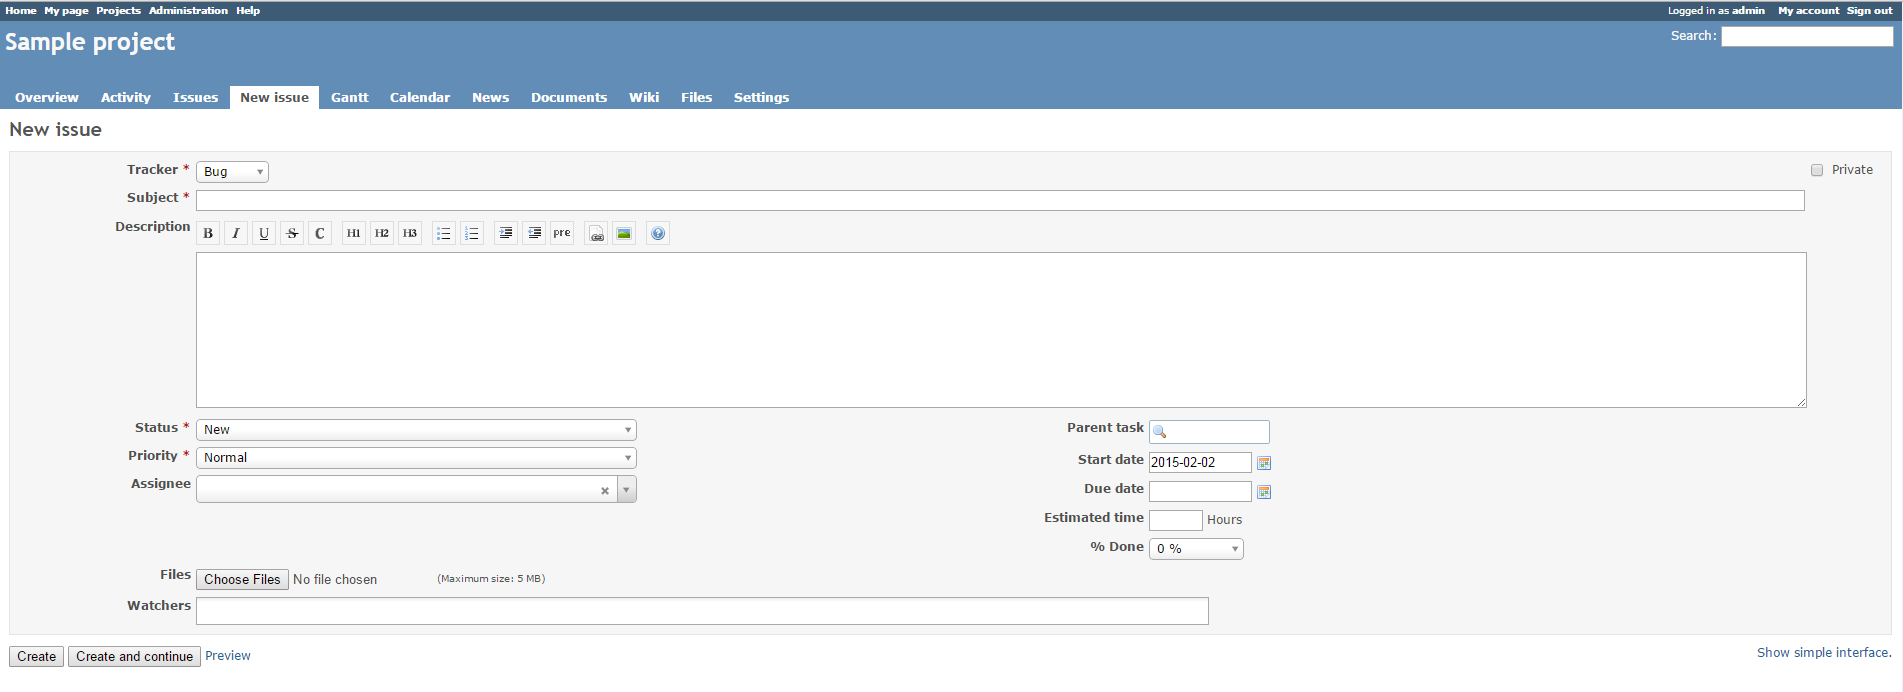 Home My page Projects Administration Help Logged in as admin My account Sign out
Sample project Search:
Overview Activity Issues New issue Gantt Calendar News Documents Wiki Files Settings
New issue
Tracker * Bug Private
Subject *
Description B I U S C H1 H2 H3 pre
Status * New Parent task
Priority * Normal Start date 2015-02-02
Assignee Due date
Estimated time Hours
% Done 0 %
Files Choose Files No file chosen (Maximum size: 5 MB)
Watchers
Create Create and continue Preview Show simple interface.